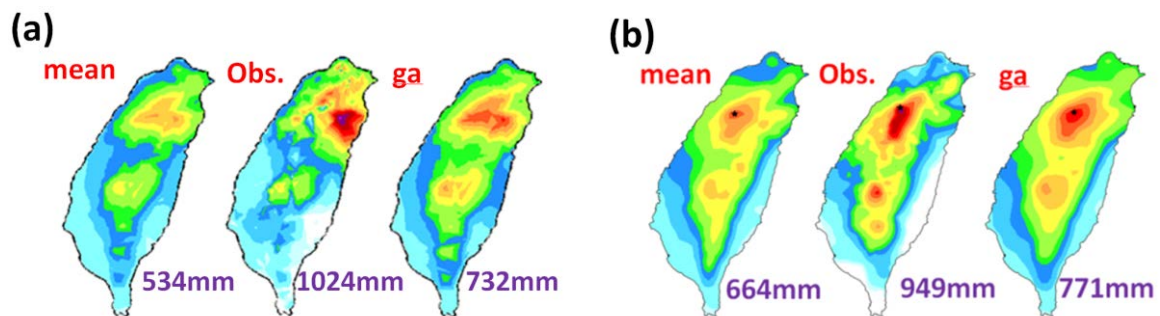 (a)
mean Obs. ga
534mm 1024mm 732mm
(b)
mean Obs. ga
664mm 949mm 771mm